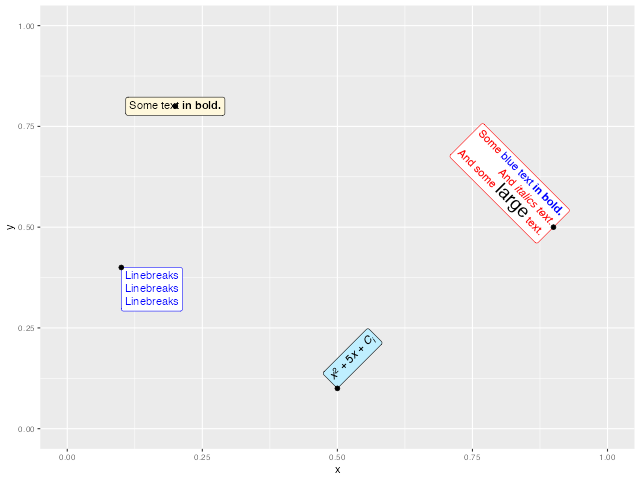 1.00
Some text in bold.
0.75
Some blue text in bold.
And italics text.
And some large text.
y
0.50
Linebreaks
Linebreaks
Linebreaks
0.25
x² + 5x + Cᵢ
0.00
0.00 0.25 0.50 0.75 1.00
x